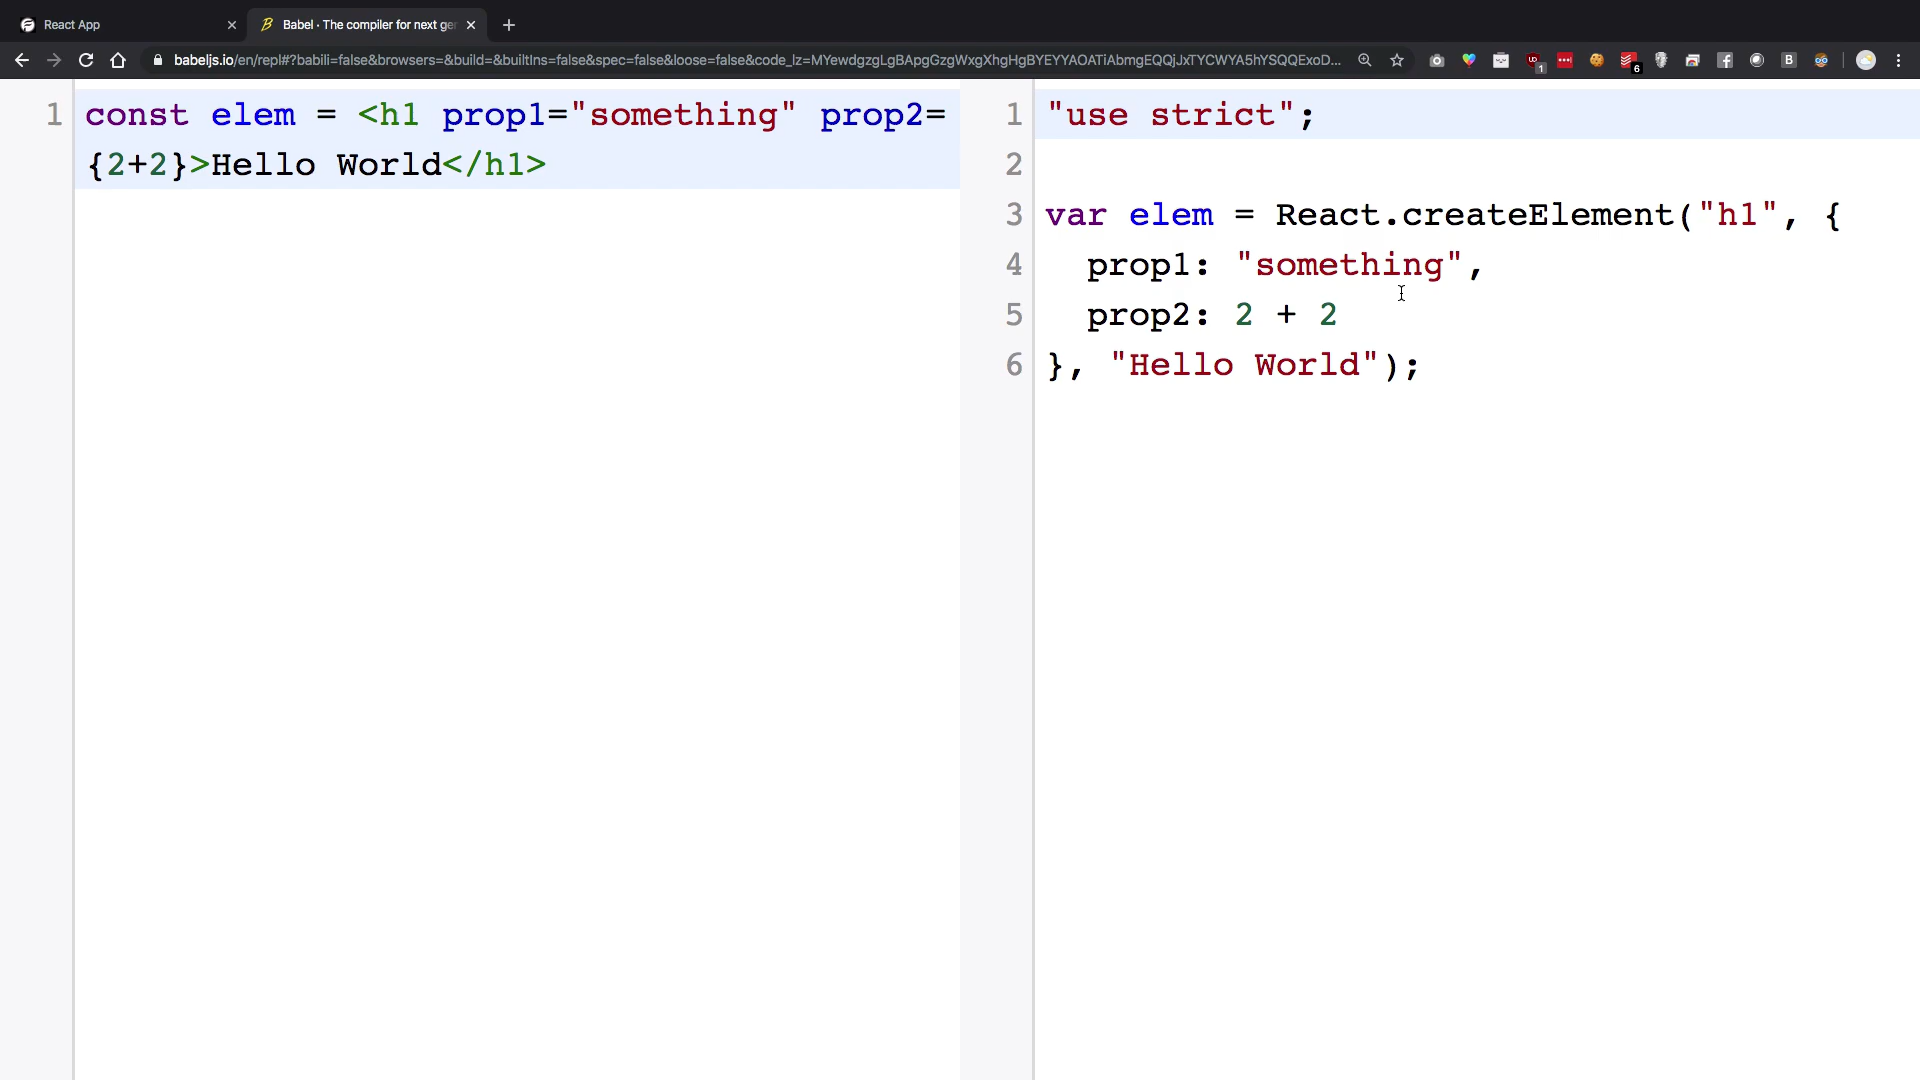 React App
Babel · The compiler for next ge
babeljs.io/en/repl#?babili=false&browsers=&build=&builtIns=false&spec=false&loose=false&code_lz=MYewdgzgLgBApgGzgWxgXhgHgBYEYYAOATiAbmgEQQjJxTYCWYA5hYSQQExoD...
1
6
1 const elem = <h1 prop1="something" prop2=
{2+2}>Hello World</h1>
1 "use strict";
2
3 var elem = React.createElement("h1", {
4 prop1: "something",
5 prop2: 2 + 2
6 }, "Hello World");